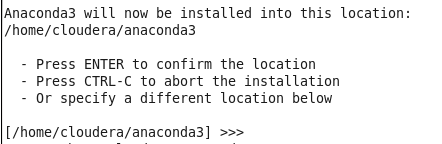 Anaconda3 will now be installed into this location:
/home/cloudera/anaconda3
- Press ENTER to confirm the location
- Press CTRL-C to abort the installation
- Or specify a different location below
[/home/cloudera/anaconda3] >>>